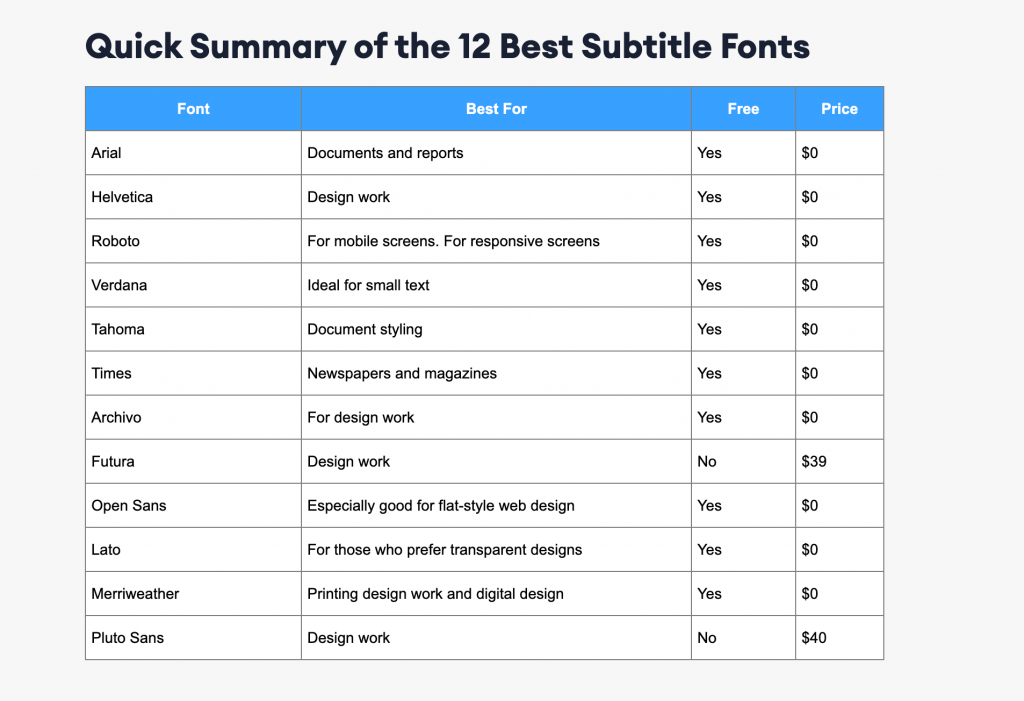 Quick Summary of the 12 Best Subtitle Fonts
Font Best For Free Price
Arial Documents and reports Yes $0
Helvetica Design work Yes $0
Roboto For mobile screens. For responsive screens Yes $0
Verdana Ideal for small text Yes $0
Tahoma Document styling Yes $0
Times Newspapers and magazines Yes $0
Archivo For design work Yes $0
Futura Design work No $39
Open Sans Especially good for flat-style web design Yes $0
Lato For those who prefer transparent designs Yes $0
Merriweather Printing design work and digital design Yes $0
Pluto Sans Design work No $40